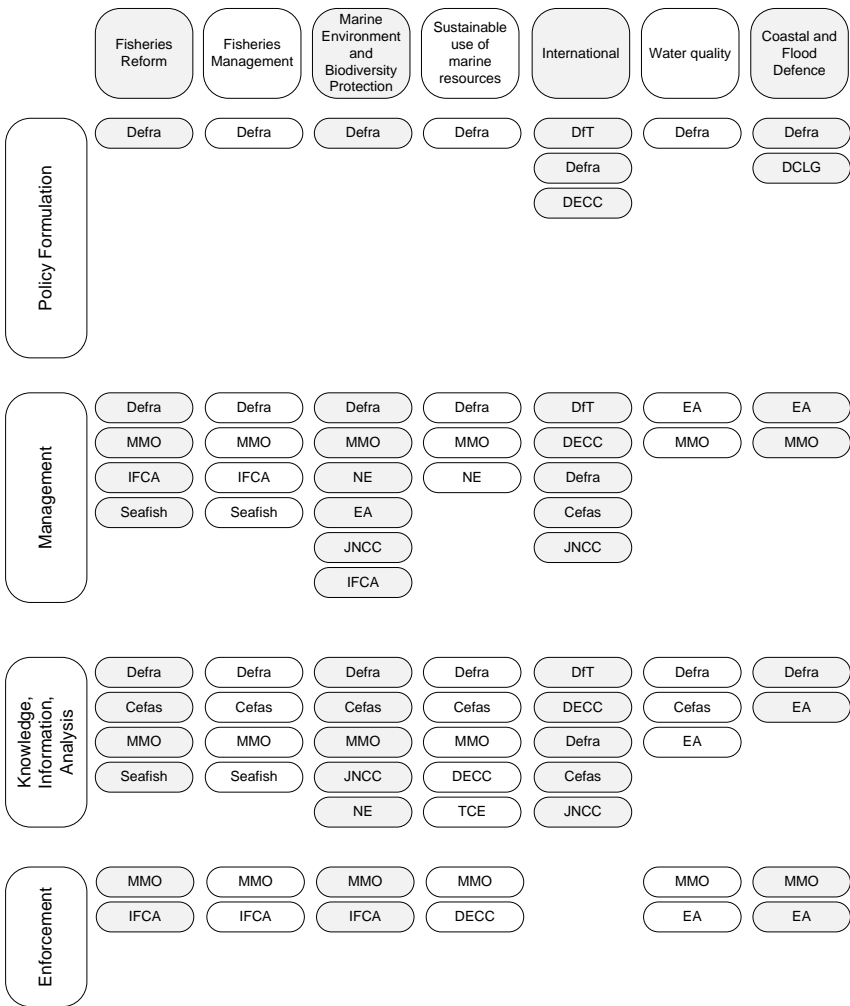 Fisheries
Reform
Fisheries
Management
Marine
Environment
and
Biodiversity
Protection
Sustainable
use of
marine
resources
International
Water quality
Coastal and
Flood
Defence
Policy Formulation
Defra Defra Defra Defra DfT Defra Defra
Defra DCLG
DECC
Management
Defra Defra Defra Defra DfT EA EA
MMO MMO MMO MMO DECC MMO MMO
IFCA IFCA NE NE Defra
Seafish Seafish EA Cefas
JNCC JNCC
IFCA
Knowledge,
Information,
Analysis
Defra Defra Defra Defra DfT Defra Defra
Cefas Cefas Cefas Cefas DECC Cefas EA
MMO MMO MMO MMO Defra EA
Seafish Seafish JNCC DECC Cefas
NE TCE JNCC
Enforcement
MMO MMO MMO MMO MMO MMO
IFCA IFCA IFCA DECC EA EA